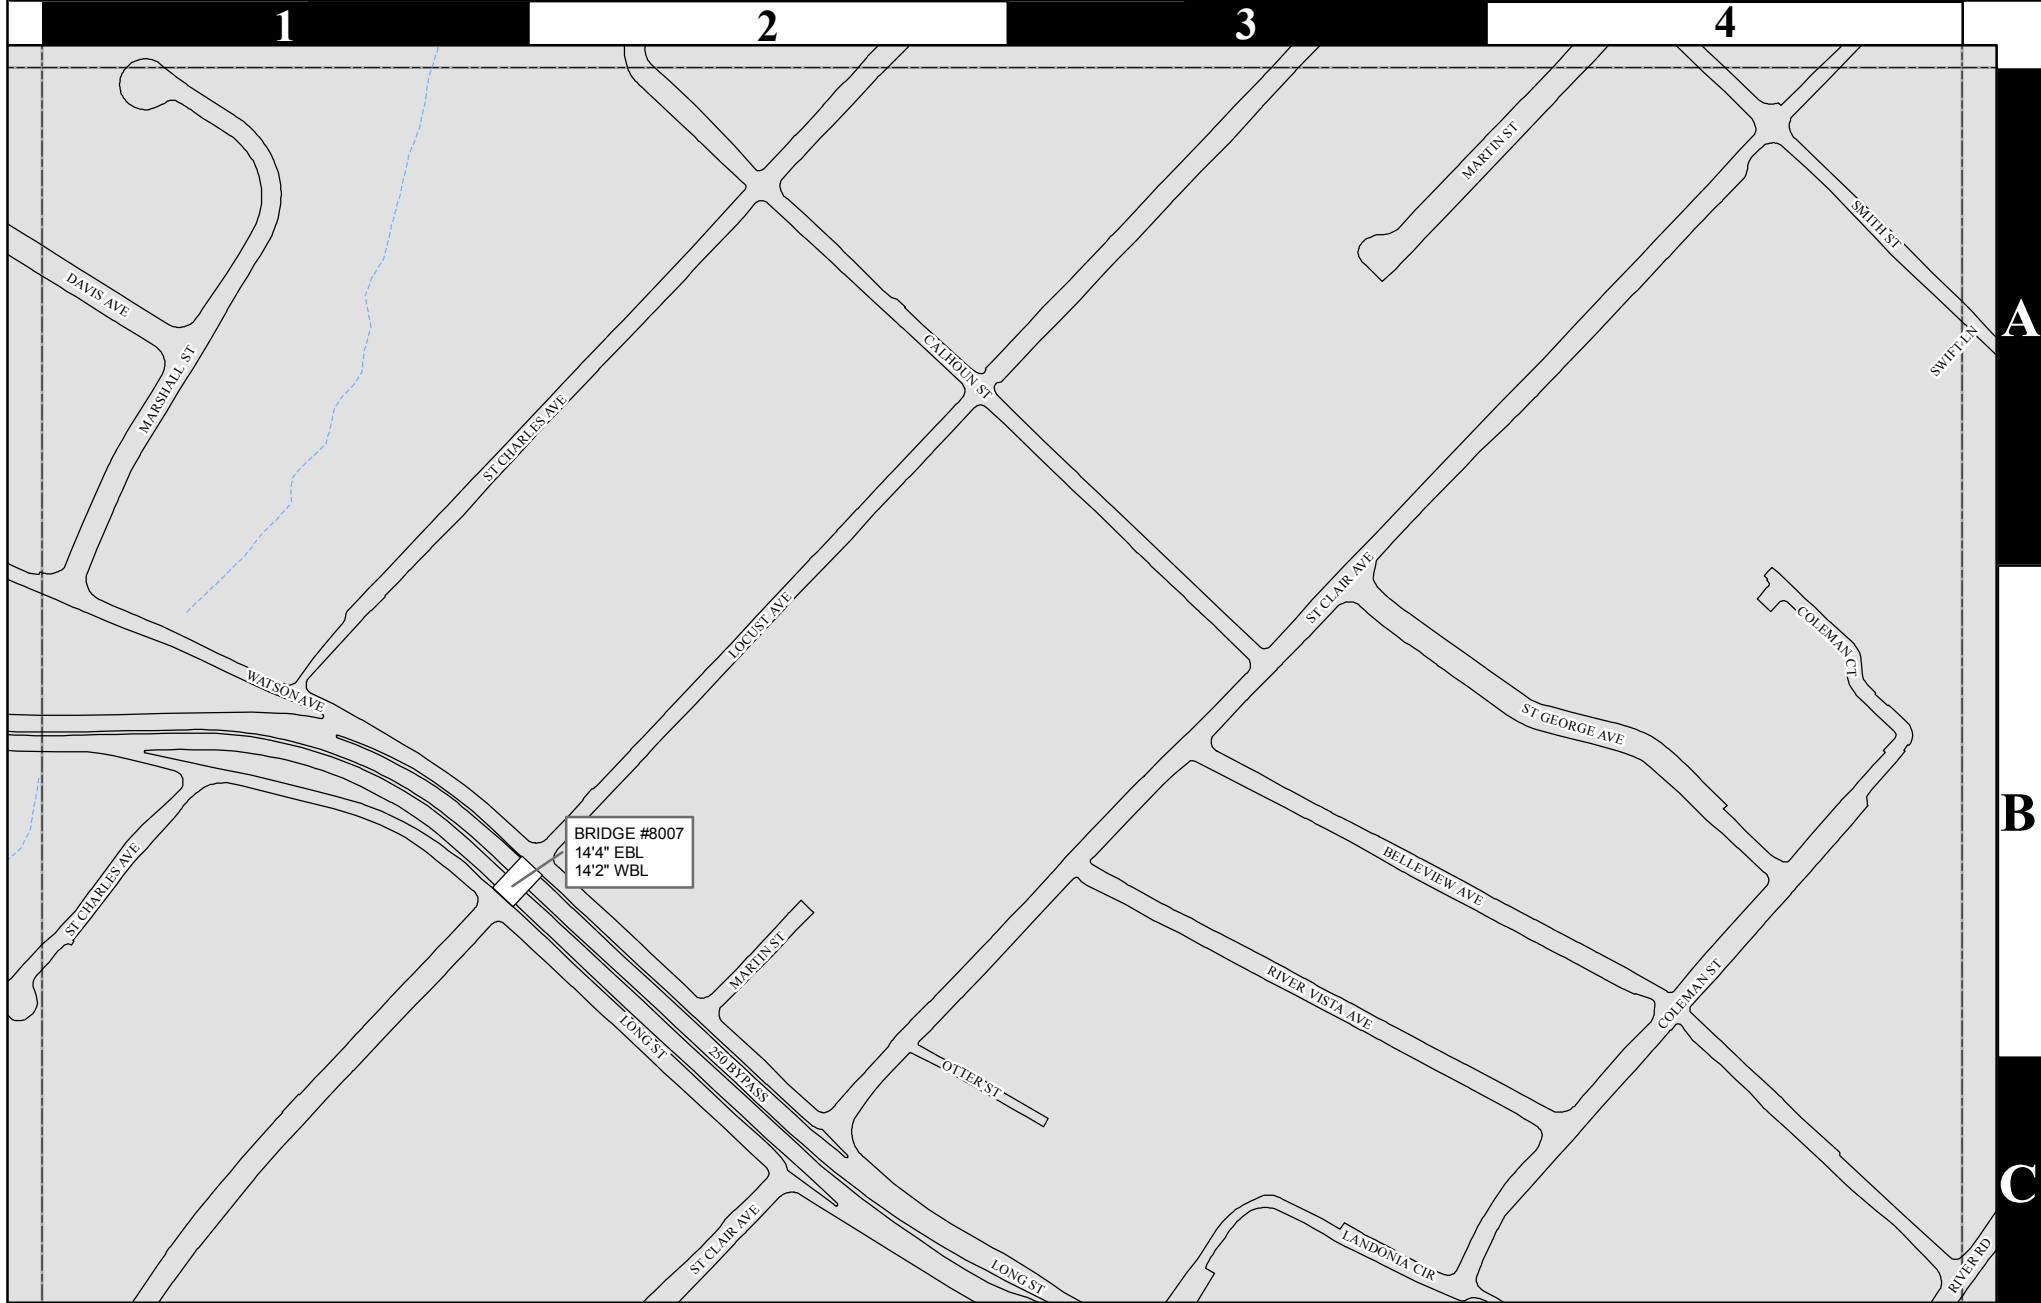 1
2
3
4
A
B
C
MARTIN ST
SMITH ST
SWIFT LN
DAVIS AVE
MARSHALL ST
CALHOUN ST
ST CHARLES AVE
LOCUST AVE
ST CLAIR AVE
COLEMAN CT
ST GEORGE AVE
WATSON AVE
BRIDGE #8007
14'4" EBL
14'2" WBL
ST CHARLES AVE
BELLEVIEW AVE
MARTIN ST
RIVER VISTA AVE
COLEMAN ST
LONG ST
250 BYPASS
OTTER ST
ST CLAIR AVE
LONG ST
LANDONIA CIR
RIVER RD